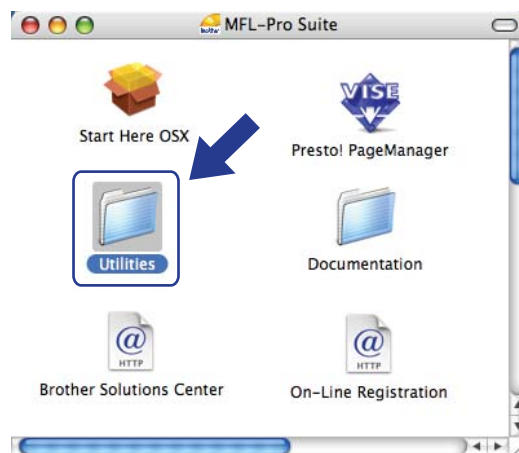 MFL-Pro Suite
Start Here OSX
VISE
Presto! PageManager
Utilities
Documentation
@
HTTP
Brother Solutions Center
@
HTTP
On-Line Registration